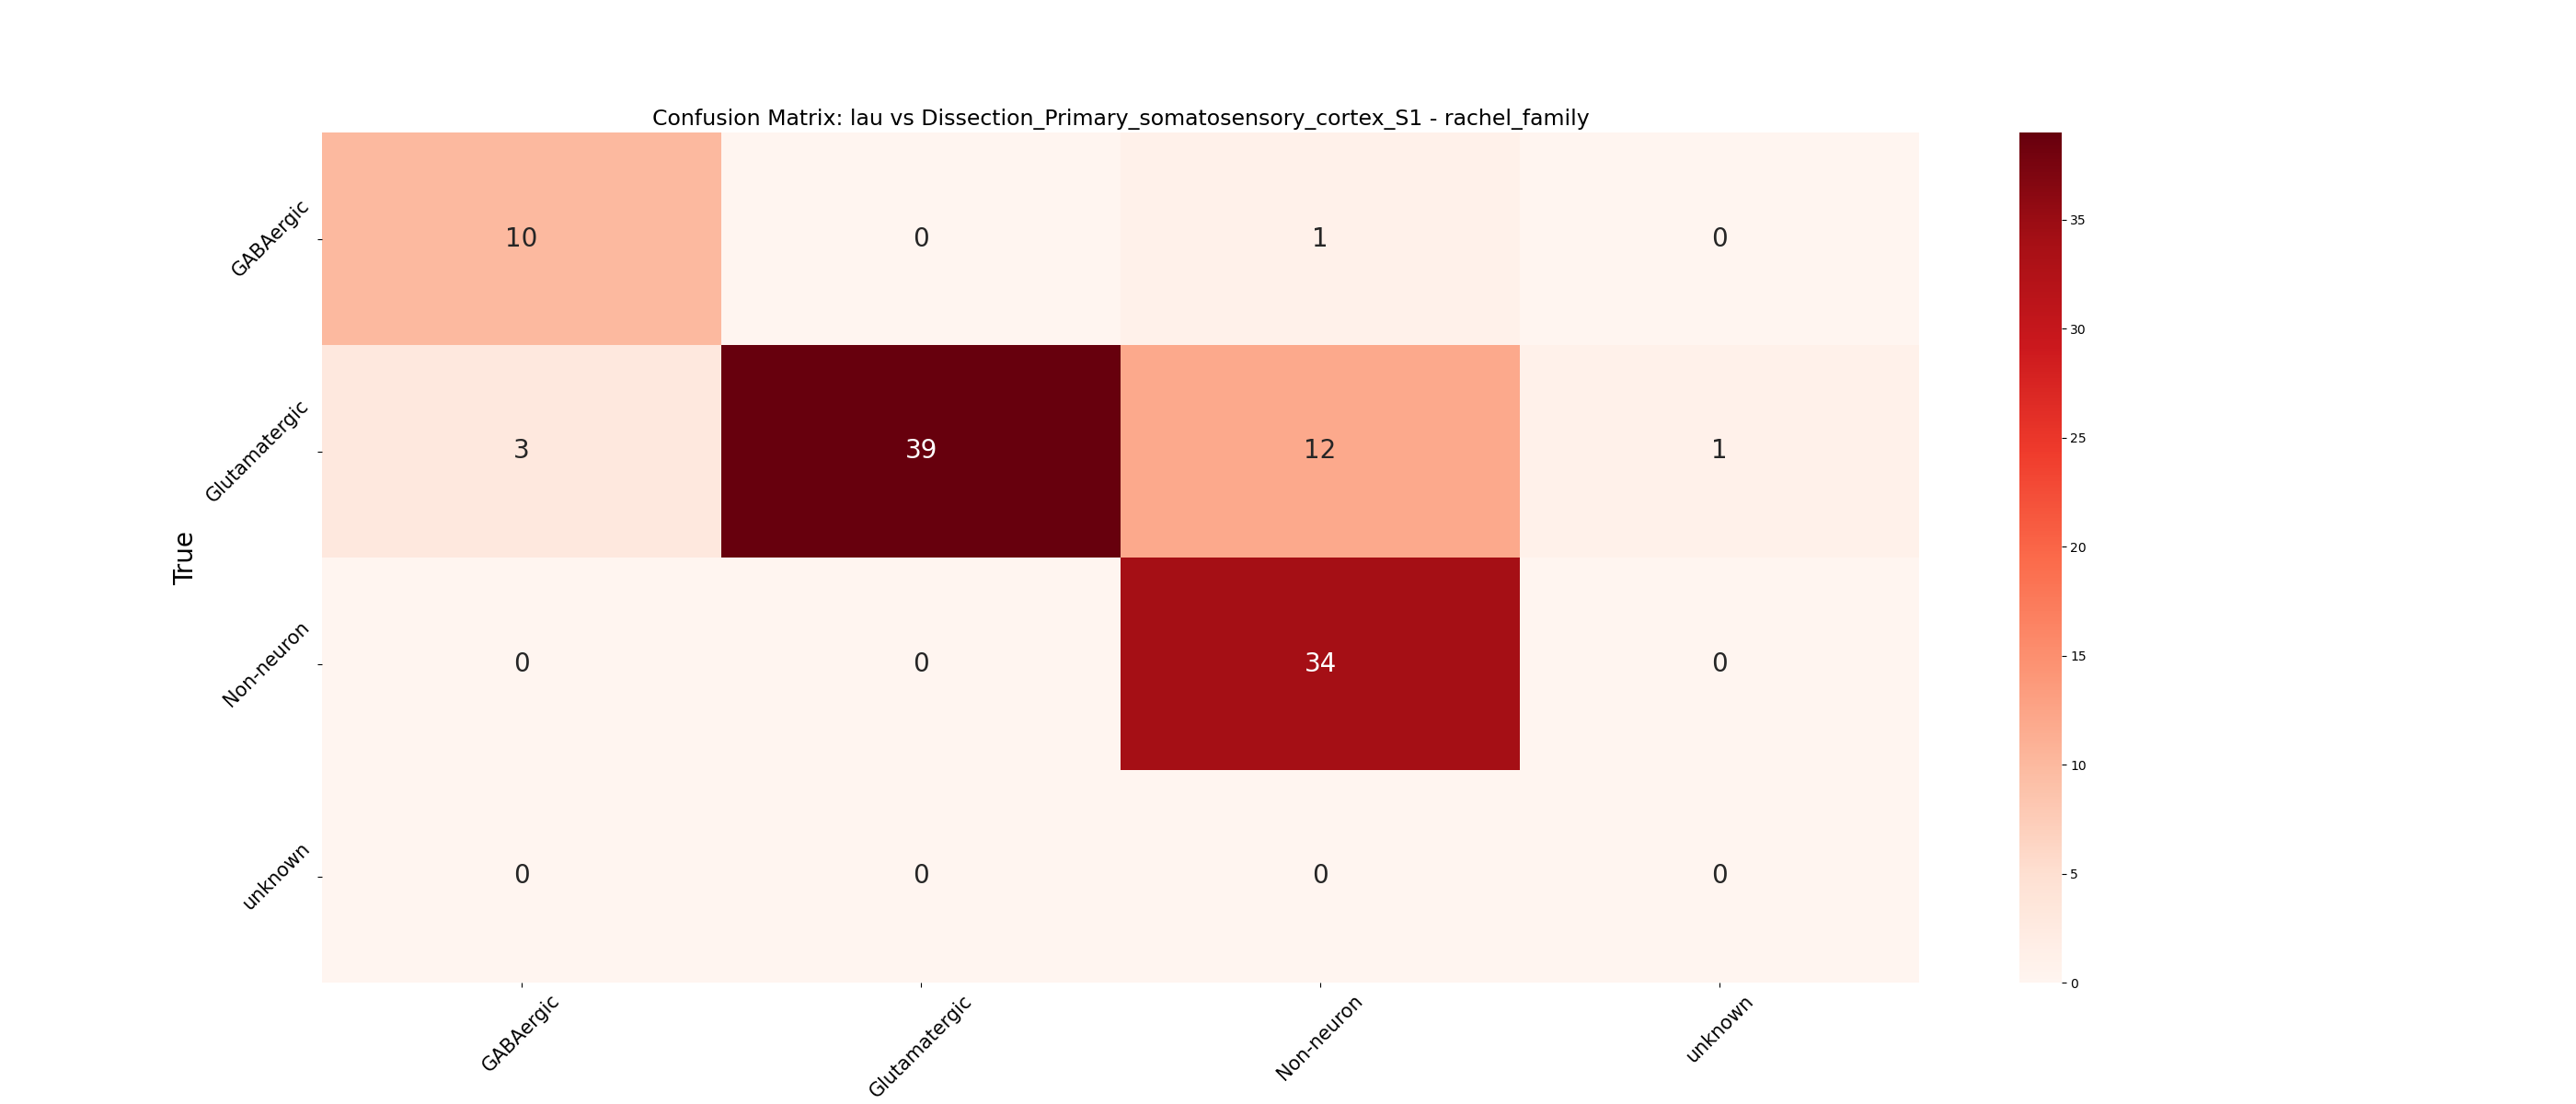 Confusion Matrix: lau vs Dissection_Primary_somatosensory_cortex_S1 - rachel_family
True
GABAergic
10 0 1 0
Glutamatergic
3 39 12 1
Non-neuron
0 0 34 0
unknown
0 0 0 0
GABAergic Glutamatergic Non-neuron unknown
35
30
25
20
15
10
5
0